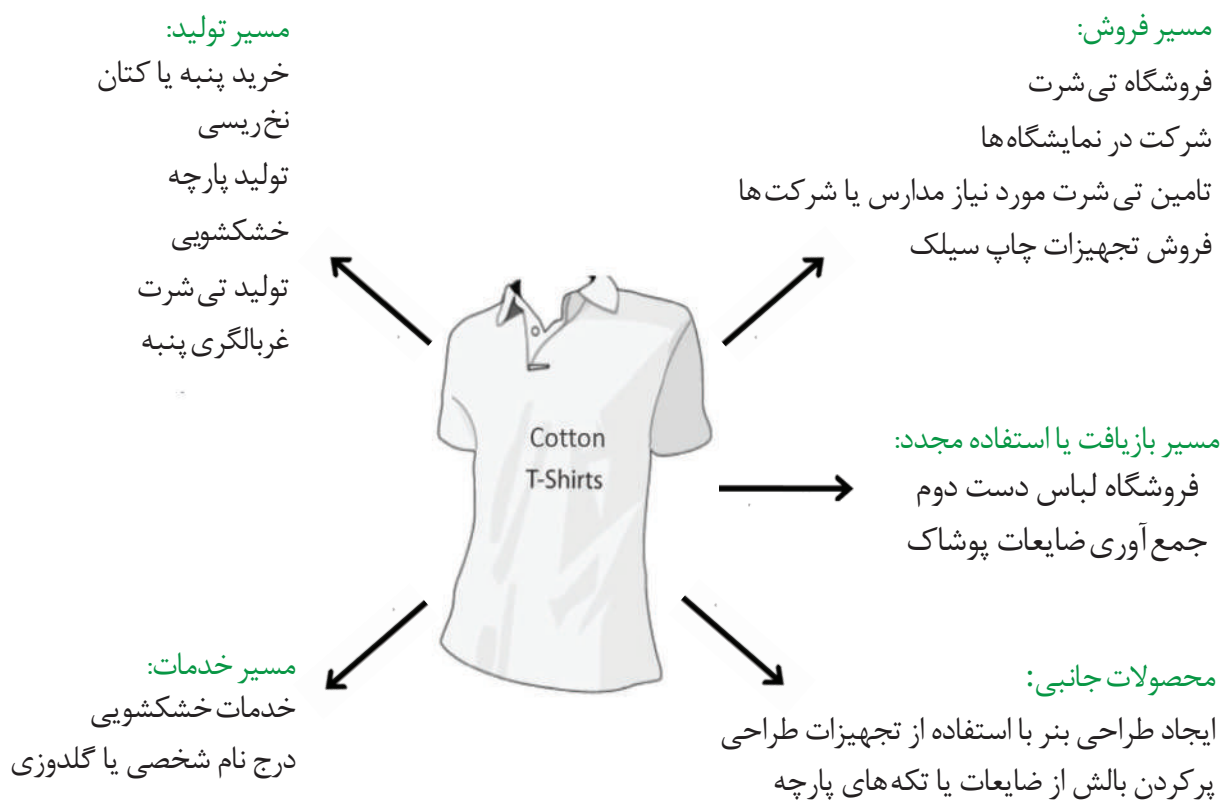 مسیر فروش:
فروشگاه تی‌شرت
شرکت در نمایشگاه‌ها
تامین تی‌شرت مورد نیاز مدارس یا شرکت‌ها
فروش تجهیزات چاپ سیلک
مسیر تولید:
خرید پنبه یا کتان
نخ‌ریسی
تولید پارچه
خشکشویی
تولید تی‌شرت
غربالگری پنبه
Cotton
T-Shirts
مسیر بازیافت یا استفاده مجدد:
فروشگاه لباس دست دوم
جمع‌آوری ضایعات پوشاک
محصولات جانبی:
ایجاد طراحی بنر با استفاده از تجهیزات طراحی
پرکردن بالش از ضایعات یا تکه‌های پارچه
مسیر خدمات:
خدمات خشکشویی
درج نام شخصی یا گلدوزی